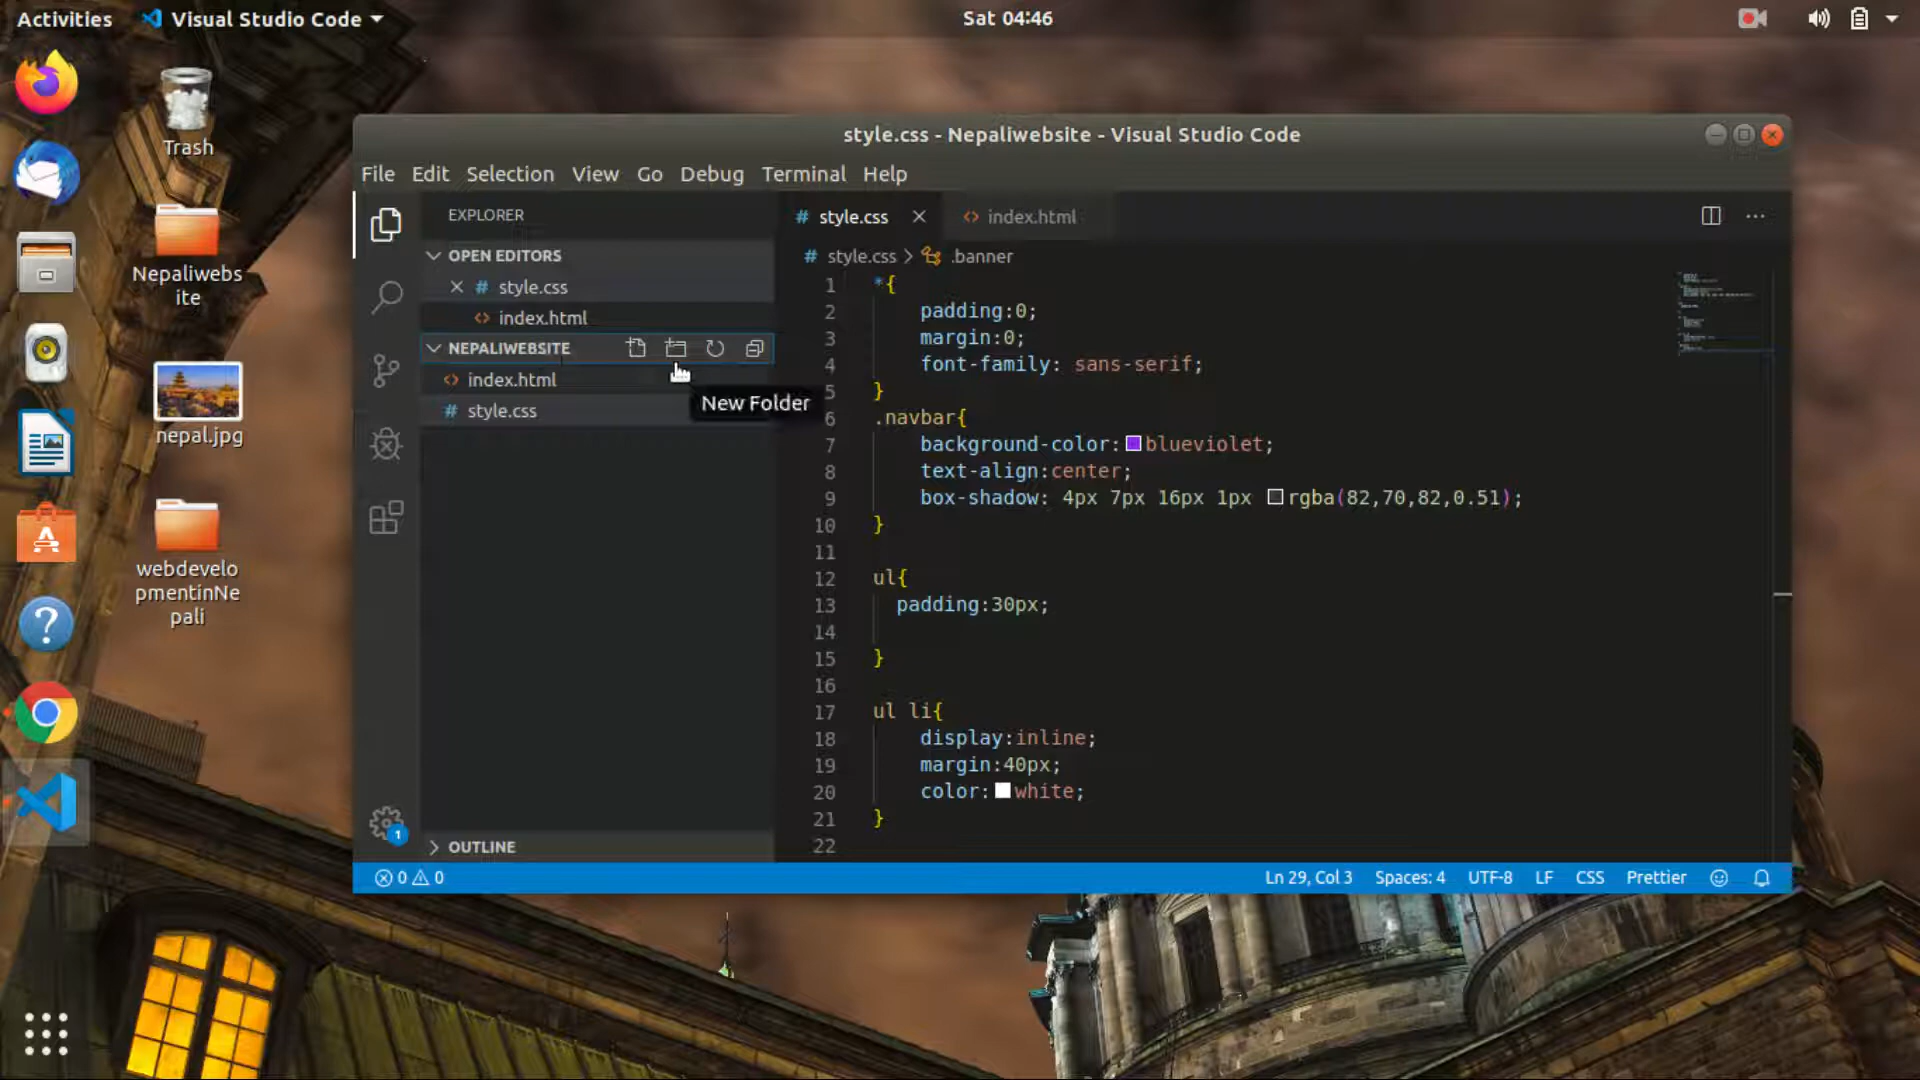 Activities
Visual Studio Code
Sat 04:46
Trash
Nepaliwebs
ite
nepal.jpg
webdevelo
pmentinNe
pali
style.css - Nepaliwebsite - Visual Studio Code
File Edit Selection View Go Debug Terminal Help
EXPLORER
OPEN EDITORS
# style.css
<> index.html
NEPALIWEBSITE
<> index.html
# style.css
New Folder
OUTLINE
# style.css
<> index.html
# style.css > .banner
1 *{
2 padding:0;
3 margin:0;
4 font-family: sans-serif;
5 }
6 .navbar{
7 background-color: blueviolet;
8 text-align:center;
9 box-shadow: 4px 7px 16px 1px rgba(82,70,82,0.51);
10 }
11
12 ul{
13 padding:30px;
14
15 }
16
17 ul li{
18 display:inline;
19 margin:40px;
20 color: white;
21 }
22
1
0 0
Ln 29, Col 3 Spaces: 4 UTF-8 LF CSS Prettier